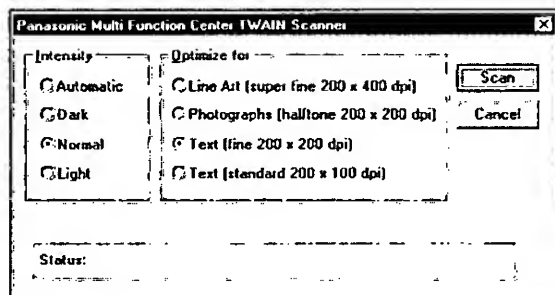 Panasonic Multi Function Center TWAIN Scanner
Intensity
Automatic
Dark
Normal
Light
Optimize for
Line Art (super fine 200 x 400 dpi)
Photographs (halftone 200 x 200 dpi)
Text (fine 200 x 200 dpi)
Text (standard 200 x 100 dpi)
Scan
Cancel
Status: